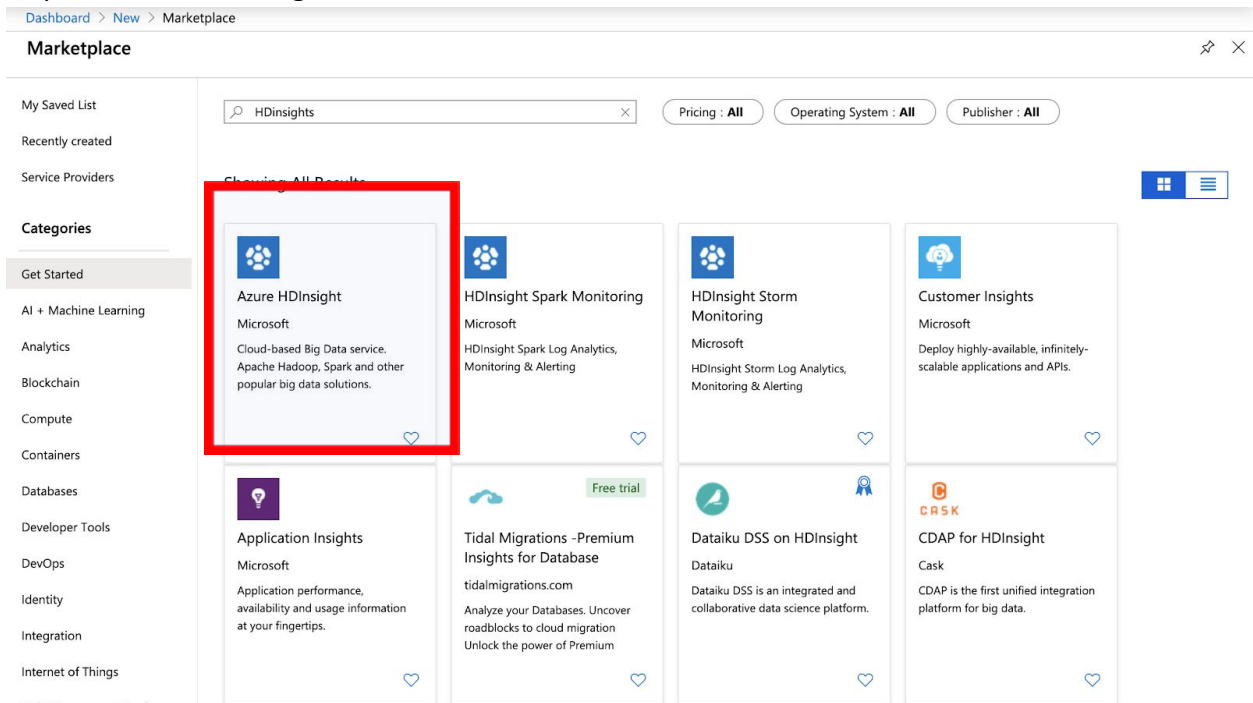 Dashboard > New > Marketplace
Marketplace
My Saved List
Recently created
Service Providers
Categories
Get Started
AI + Machine Learning
Analytics
Blockchain
Compute
Containers
Databases
Developer Tools
DevOps
Identity
Integration
Internet of Things
HDinsights
Pricing : All
Operating System : All
Publisher : All
Showing All Results
Azure HDInsight
Microsoft
Cloud-based Big Data service.
Apache Hadoop, Spark and other
popular big data solutions.
HDInsight Spark Monitoring
Microsoft
HDInsight Spark Log Analytics,
Monitoring & Alerting
HDInsight Storm
Monitoring
Microsoft
HDInsight Storm Log Analytics,
Monitoring & Alerting
Customer Insights
Microsoft
Deploy highly-available, infinitely-
scalable applications and APIs.
Application Insights
Microsoft
Application performance,
availability and usage information
at your fingertips.
Free trial
Tidal Migrations -Premium
Insights for Database
tidalmigrations.com
Analyze your Databases. Uncover
roadblocks to cloud migration
Unlock the power of Premium
Dataiku DSS on HDInsight
Dataiku
Dataiku DSS is an integrated and
collaborative data science platform.
CASK
CDAP for HDInsight
Cask
CDAP is the first unified integration
platform for big data.